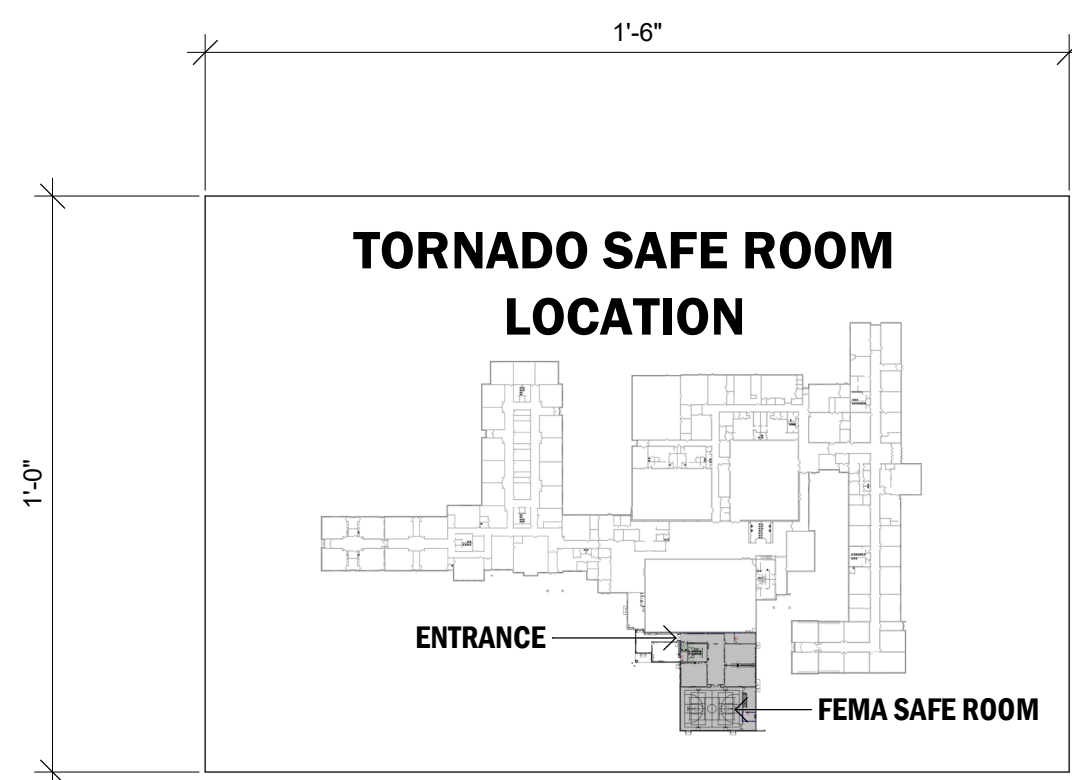 1'-6"
1'-0"
TORNADO SAFE ROOM
LOCATION
ENTRANCE
FEMA SAFE ROOM